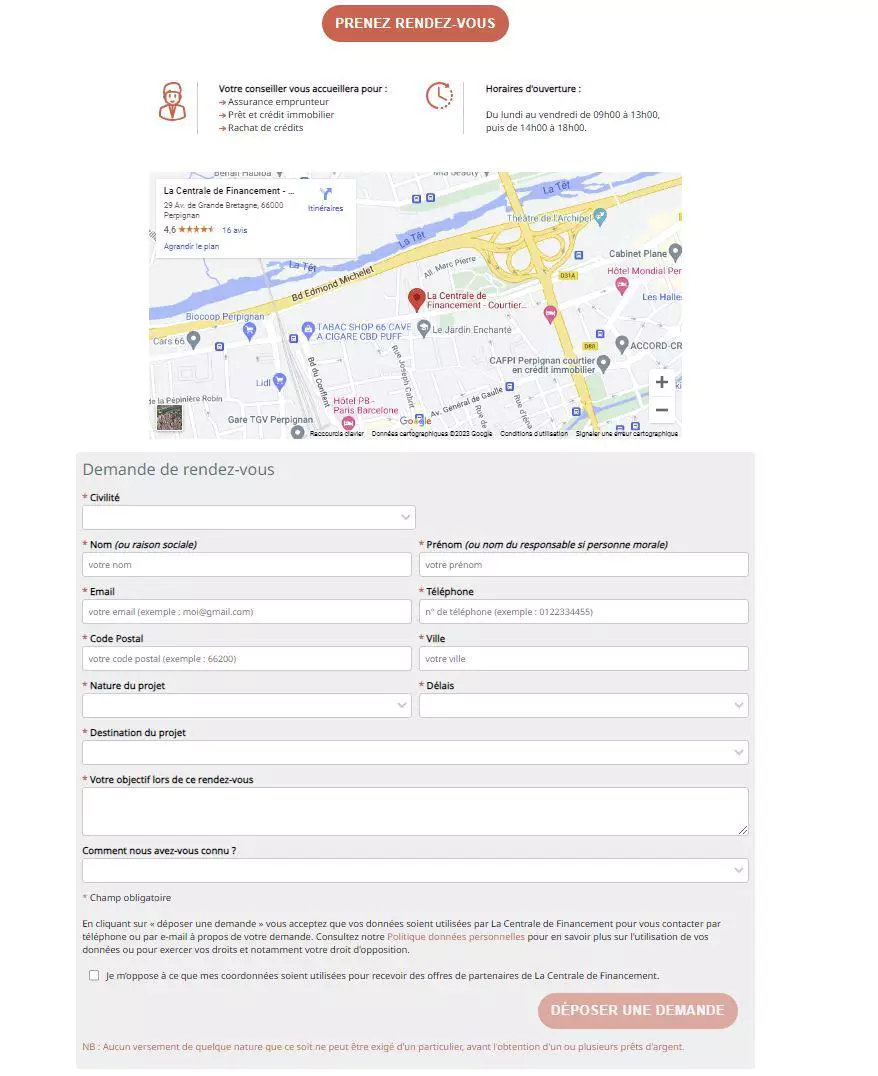 PRENEZ RENDEZ-VOUS
Votre conseiller vous accueillera pour :
Assurance emprunteur
Prêt et crédit immobilier
Rachat de crédits
Horaires d'ouverture :
Du lundi au vendredi de 09h00 à 13h00,
puis de 14h00 à 18h00.
La Centrale de Financement - ...
29 Av. de Grande Bretagne, 66000
Perpignan
4,6
16 avis
Agrandir le plan
Itinéraires
La Têt
Théâtre de l'Archipel
La Têt
Cabinet Plane
La Têt
All. Marc Pierre
D31A
Hôtel Mondial Per
Bd Edmond Michelet
La Centrale de
Financement - Courtier...
Les Halles
Biocoop Perpignan
TABAC SHOP 66 CAVE
A CIGARE CBD PUFF...
Le Jardin Enchanté
Cars 66
D80
ACCORD-CR
CAFPI Perpignan courtier
en crédit immobilier
Rue Joseph Cabrit
Bd du Conflent
Lidl
Av. Général de Gaulle
de la Pépinière Robin
Hôtel PB -
Paris Barcelone
Rue de
Gare TGV Perpignan
Google
Raccourcis clavier
Données cartographiques ©2023 Google
Conditions d'utilisation
Signaler une erreur cartographique
Demande de rendez-vous
* Civilité
* Nom (ou raison sociale)
* Prénom (ou nom du responsable si personne morale)
votre nom
votre prénom
* Email
* Téléphone
votre email (exemple : moi@gmail.com)
n° de téléphone (exemple : 0122334455)
* Code Postal
* Ville
votre code postal (exemple : 66200)
votre ville
* Nature du projet
* Délais
* Destination du projet
* Votre objectif lors de ce rendez-vous
Comment nous avez-vous connu ?
* Champ obligatoire
En cliquant sur « déposer une demande » vous acceptez que vos données soient utilisées par La Centrale de Financement pour vous contacter par
téléphone ou par e-mail à propos de votre demande. Consultez notre Politique données personnelles pour en savoir plus sur l'utilisation de vos
données ou pour exercer vos droits et notamment votre droit d'opposition.
Je m'oppose à ce que mes coordonnées soient utilisées pour recevoir des offres de partenaires de La Centrale de Financement.
DÉPOSER UNE DEMANDE
NB : Aucun versement de quelque nature que ce soit ne peut être exigé d'un particulier, avant l'obtention d'un ou plusieurs prêts d'argent.